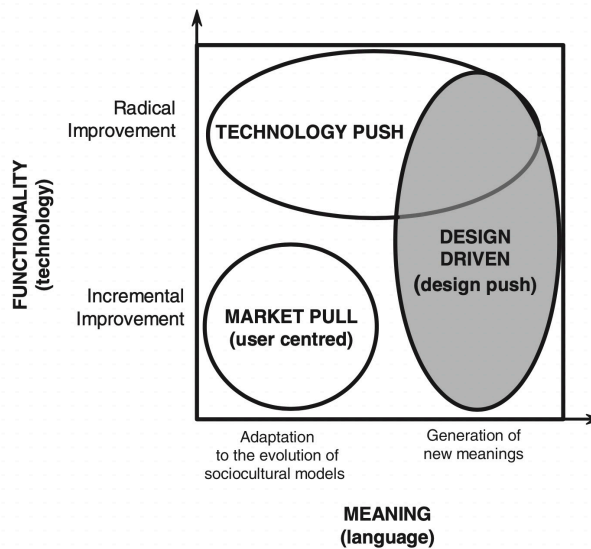 Radical
Improvement
TECHNOLOGY PUSH
FUNCTIONALITY
(technology)
DESIGN
DRIVEN
(design push)
Incremental
Improvement
MARKET PULL
(user centred)
Adaptation
to the evolution of
sociocultural models
Generation of
new meanings
MEANING
(language)